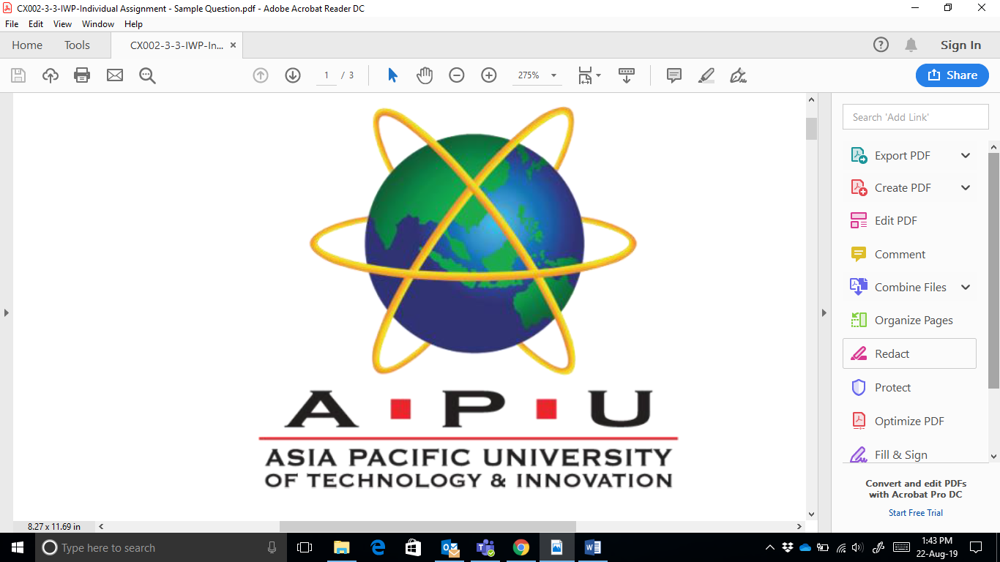 CX002-3-3-IWP-Individual Assignment - Sample Question.pdf - Adobe Acrobat Reader DC
File Edit View Window Help
Home Tools CX002-3-3-IWP-In... × Sign In
1 / 3 275% Share
Search 'Add Link'
Export PDF
Create PDF
Edit PDF
Comment
Combine Files
Organize Pages
Redact
Protect
Optimize PDF
Fill & Sign
A P U
ASIA PACIFIC UNIVERSITY
OF TECHNOLOGY & INNOVATION
Convert and edit PDFs
with Acrobat Pro DC
Start Free Trial
8.27 x 11.69 in
Type here to search
1:43 PM
22-Aug-19